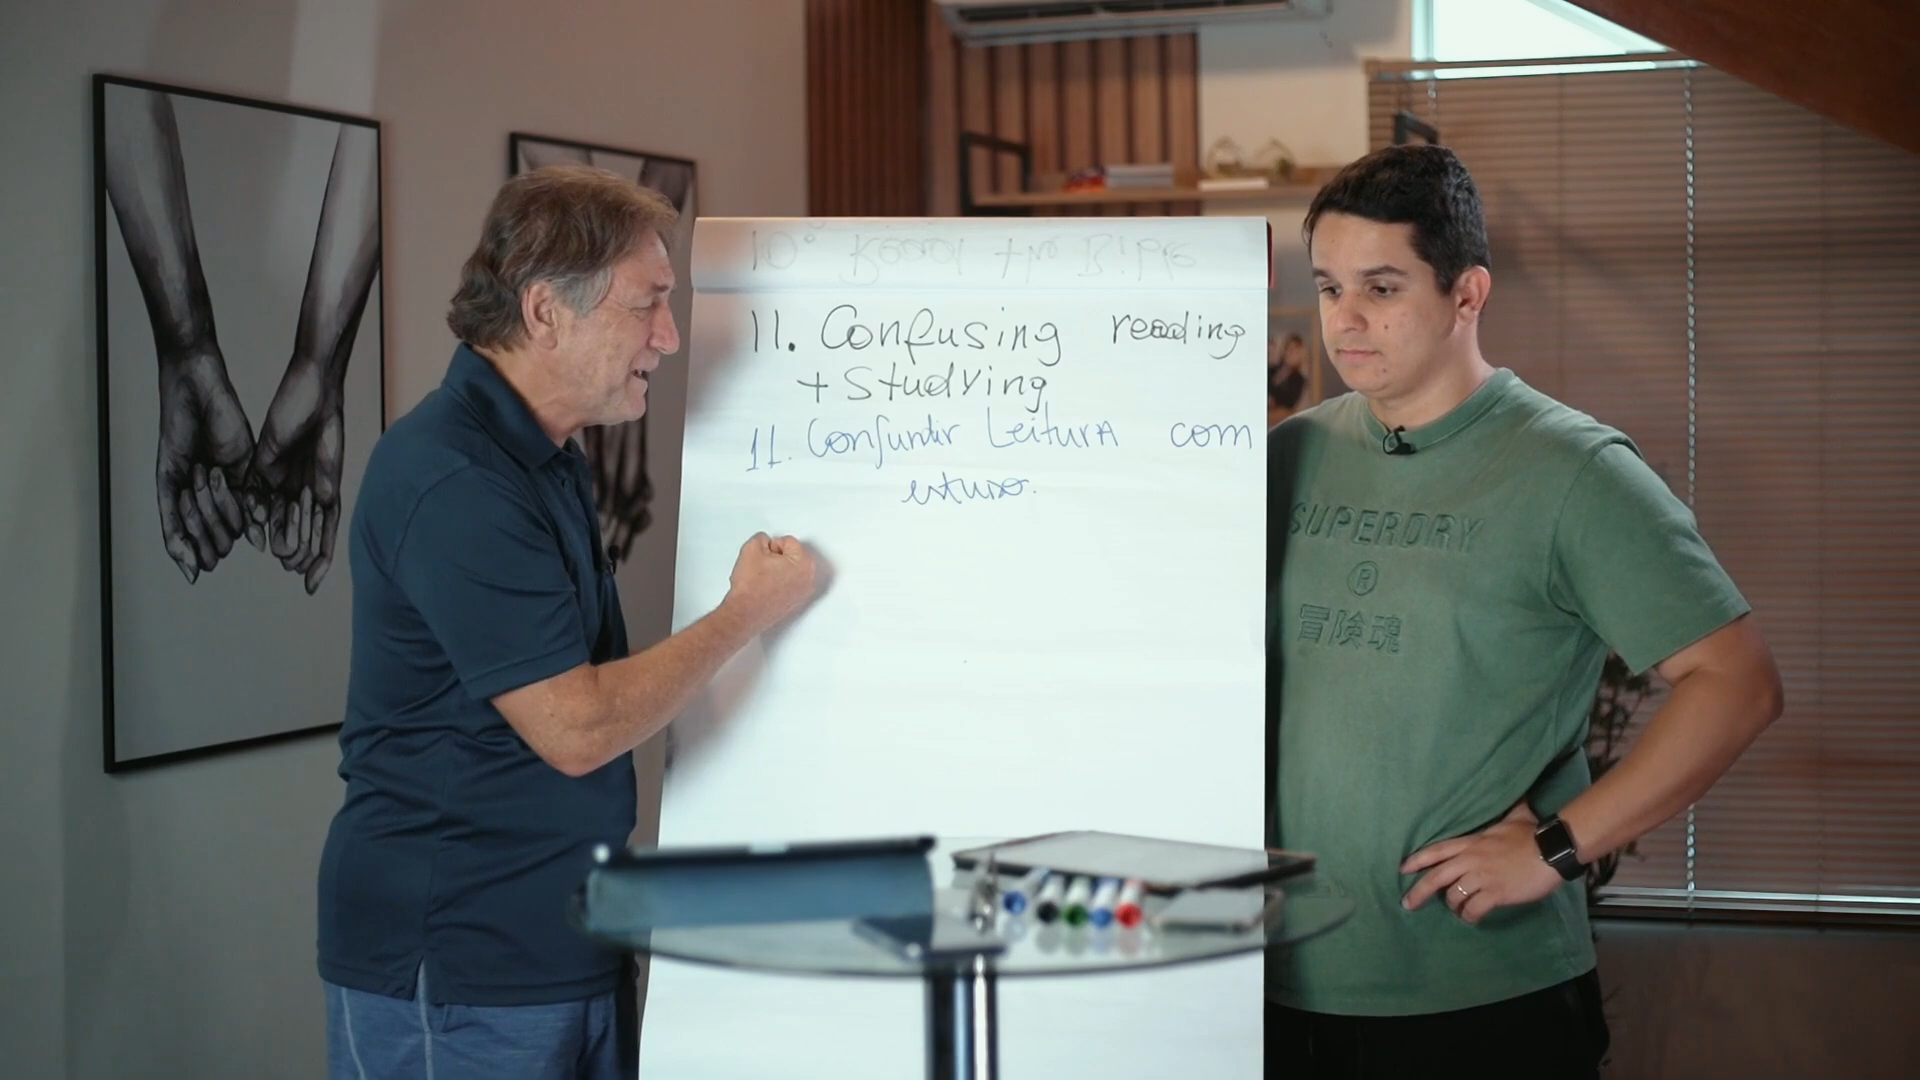 11. Confusing reading
+ Studying
11. Confundir Leitura com
estudo.
SUPERDRY
®
冒険魂